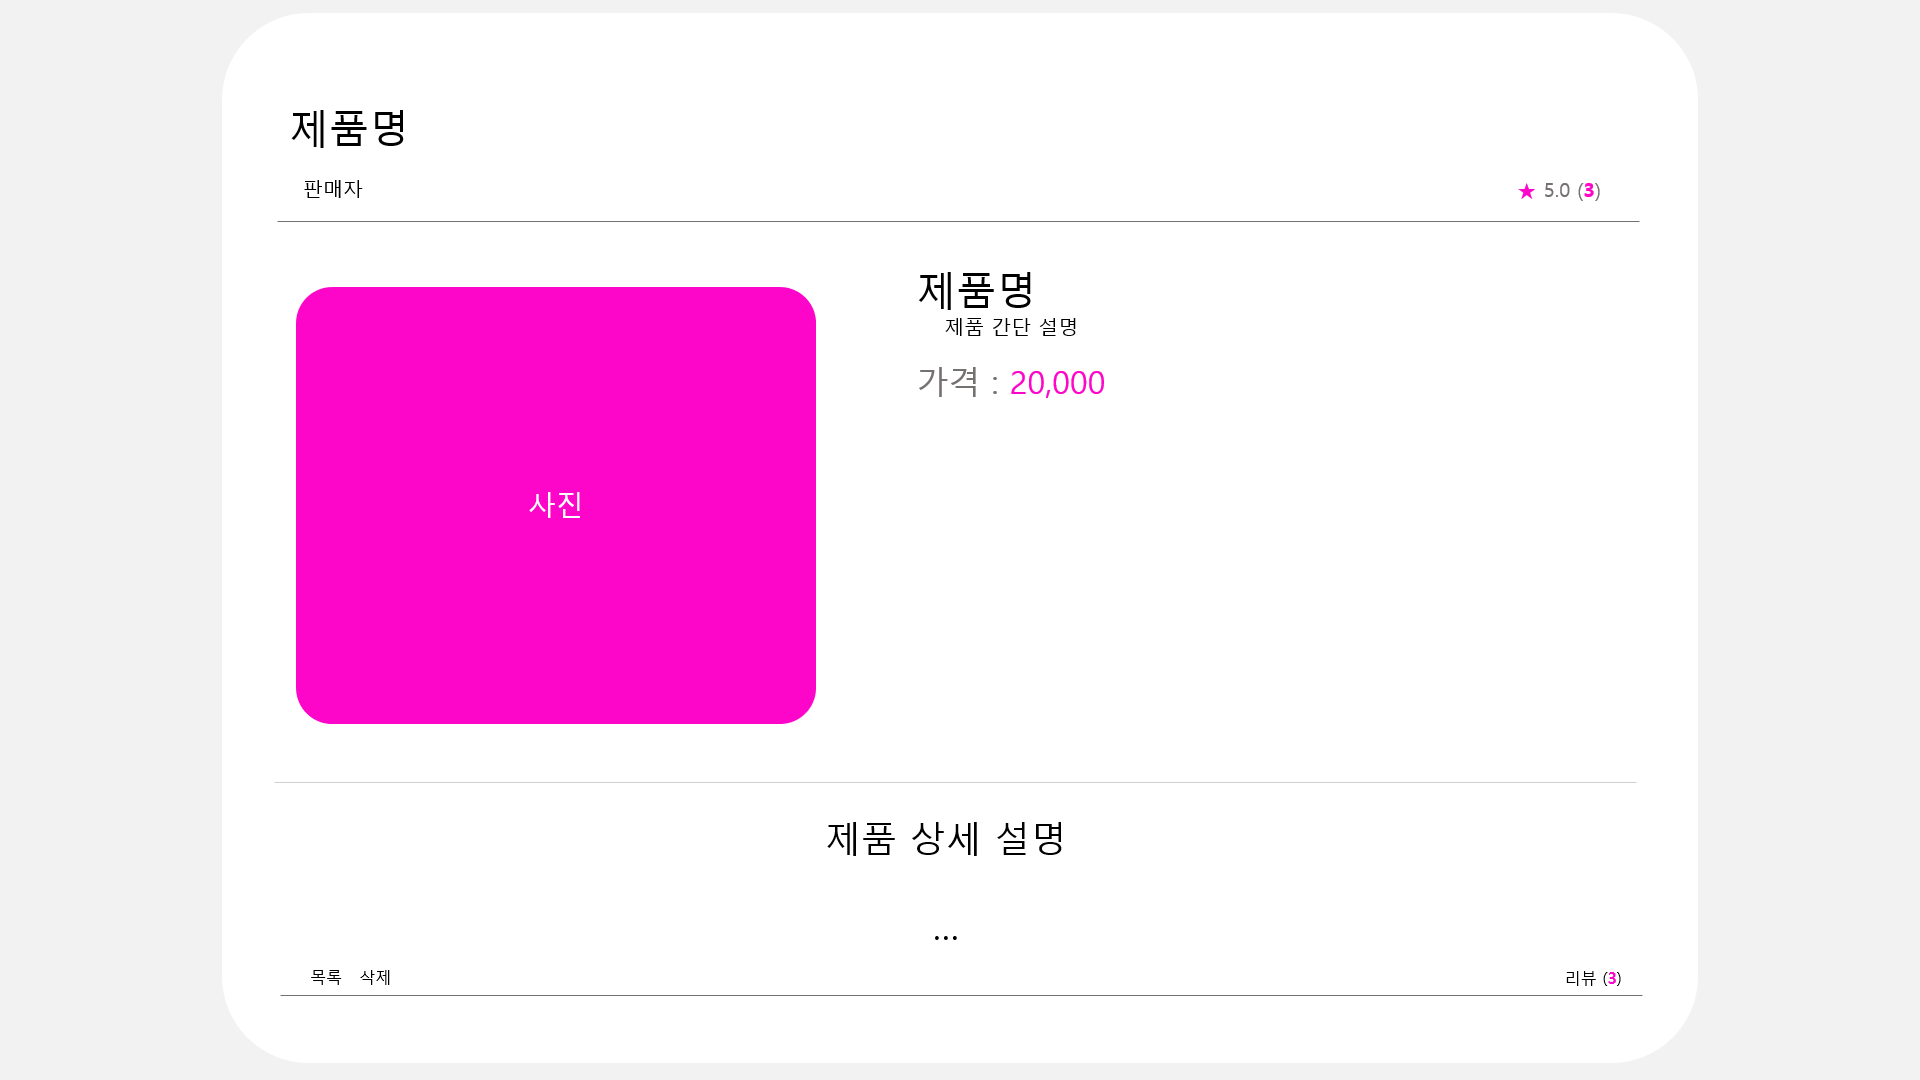 제품명
판매자
★ 5.0 (3)
제품명
제품 간단 설명
가격 : 20,000
사진
제품 상세 설명
...
목록 삭제
리뷰 (3)